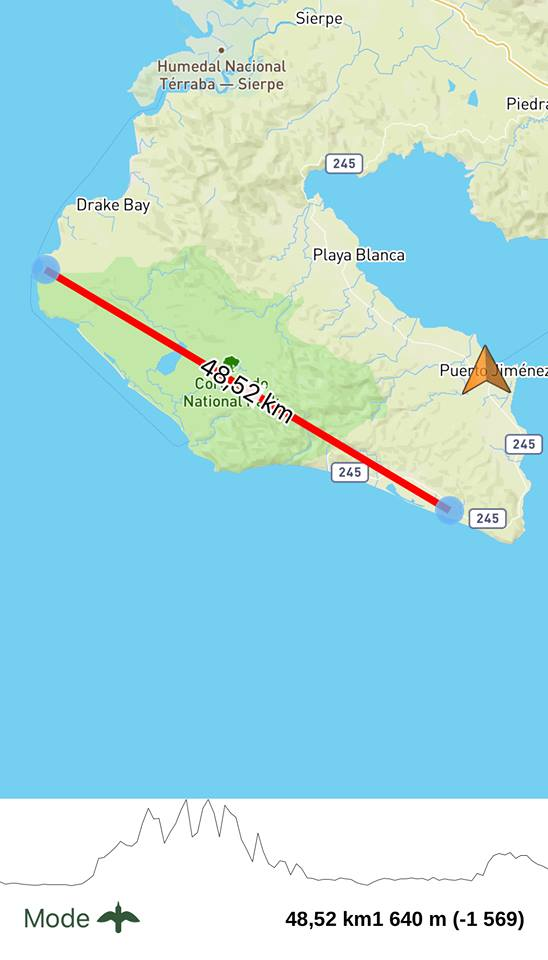 Sierpe
Humedal Nacional
Térraba — Sierpe
Piedra
245
Drake Bay
Playa Blanca
Puerto Jiménez
48,52 km
National
245
245
245
Mode
48,52 km1 640 m (-1 569)